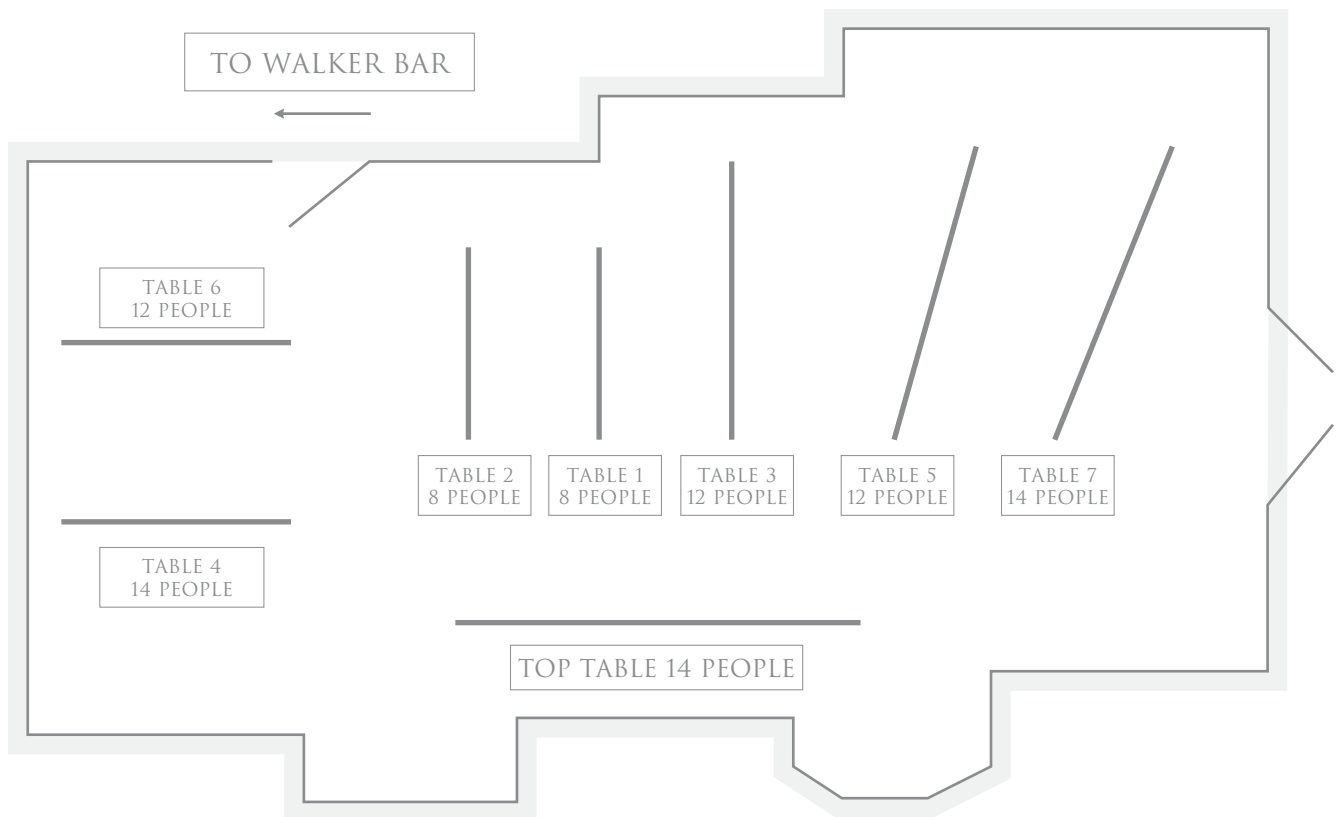 TO WALKER BAR
TABLE 6
12 PEOPLE
TABLE 2
8 PEOPLE
TABLE 1
8 PEOPLE
TABLE 3
12 PEOPLE
TABLE 5
12 PEOPLE
TABLE 7
14 PEOPLE
TABLE 4
14 PEOPLE
TOP TABLE 14 PEOPLE